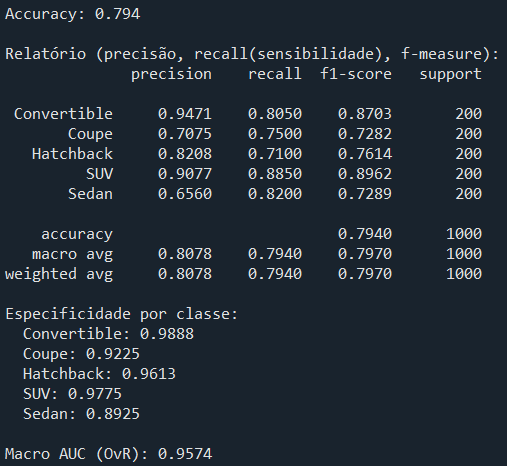 Accuracy: 0.794
Relatório (precisão, recall(sensibilidade), f-measure):
precision recall f1-score support
Convertible 0.9471 0.8050 0.8703 200
Coupe 0.7075 0.7500 0.7282 200
Hatchback 0.8208 0.7100 0.7614 200
SUV 0.9077 0.8850 0.8962 200
Sedan 0.6560 0.8200 0.7289 200
accuracy 0.7940 1000
macro avg 0.8078 0.7940 0.7970 1000
weighted avg 0.8078 0.7940 0.7970 1000
Especificidade por classe:
Convertible: 0.9888
Coupe: 0.9225
Hatchback: 0.9613
SUV: 0.9775
Sedan: 0.8925
Macro AUC (OvR): 0.9574